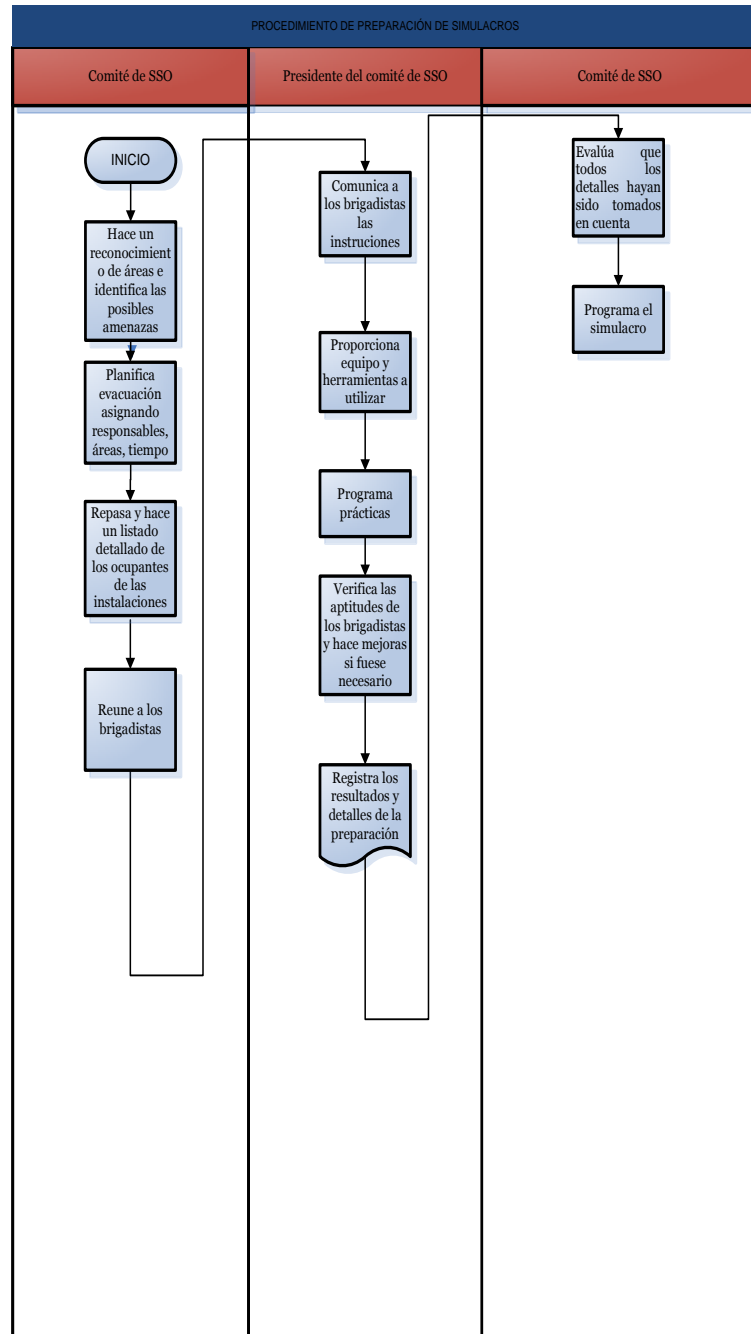 PROCEDIMIENTO DE PREPARACIÓN DE SIMULACROS
Comité de SSO
Presidente del comité de SSO
Comité de SSO
INICIO
Hace un
reconocimient
o de áreas e
identifica las
posibles
amenazas
Planifica
evacuación
asignando
responsables,
áreas, tiempo
Repasa y hace
un listado
detallado de
los ocupantes
de las
instalaciones
Reune a los
brigadistas
Comunica a
los brigadistas
las
instruciones
Proporciona
equipo y
herramientas a
utilizar
Programa
prácticas
Verifica las
aptitudes de
los brigadistas
y hace mejoras
si fuese
necesario
Registra los
resultados y
detalles de la
preparación
Evalúa que
todos los
detalles hayan
sido tomados
en cuenta
Programa el
simulacro